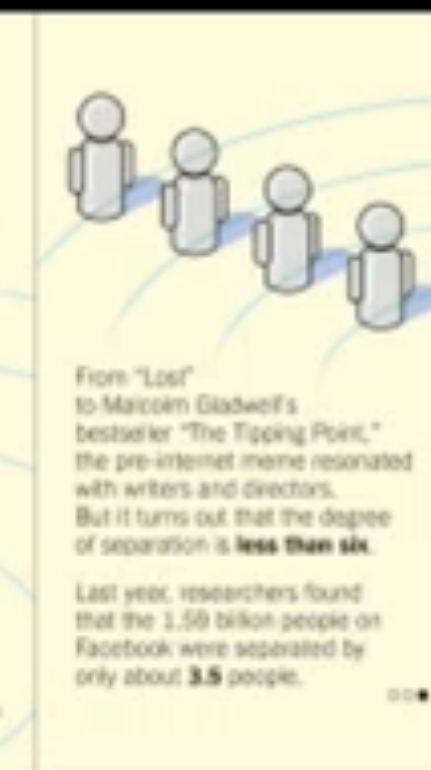 From "Lost"
to Malcolm Gladwell's
bestseller "The Tipping Point,"
the pre-internet meme resonated
with writers and directors.
But it turns out that the degree
of separation is less than six.
Last year, researchers found
that the 1.59 billion people on
Facebook were separated by
only about 3.5 people.